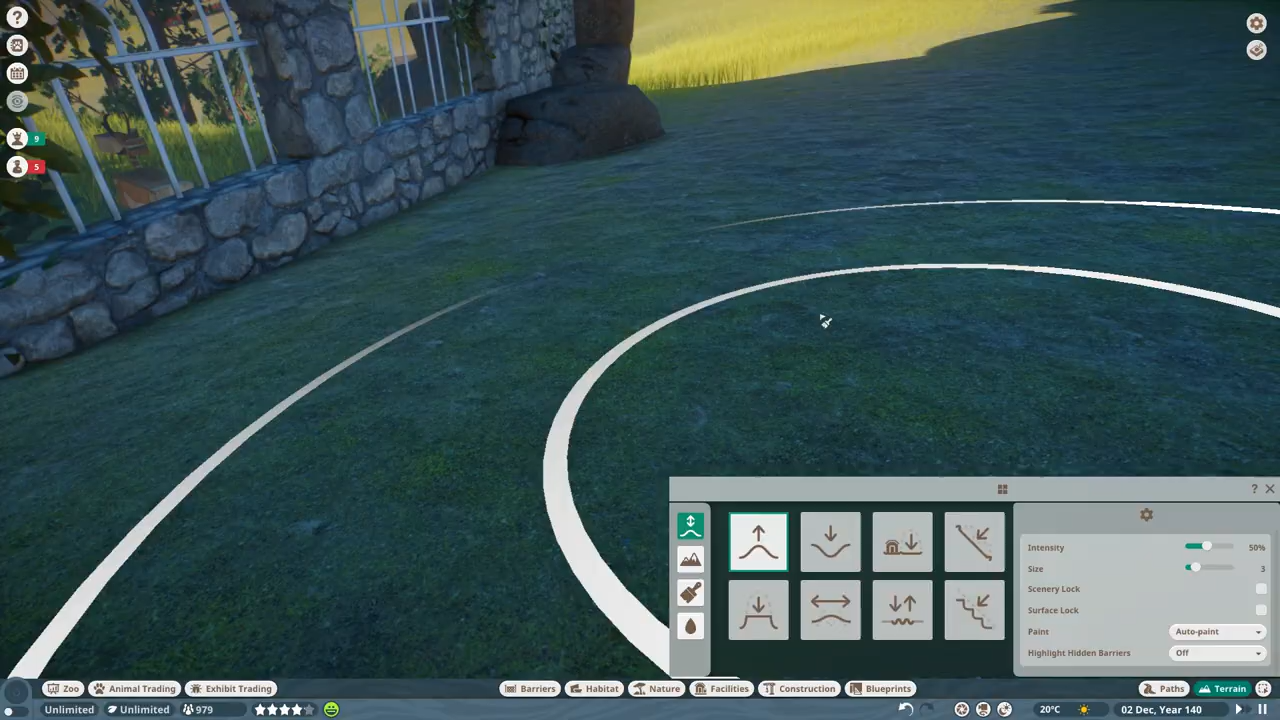 ?
9
5
?
Intensity 50%
Size 3
Scenery Lock
Surface Lock
Paint Auto-paint
Highlight Hidden Barriers Off
Zoo Animal Trading Exhibit Trading Barriers Habitat Nature Facilities Construction Blueprints Paths Terrain
Unlimited Unlimited 979 20°C 02 Dec, Year 140